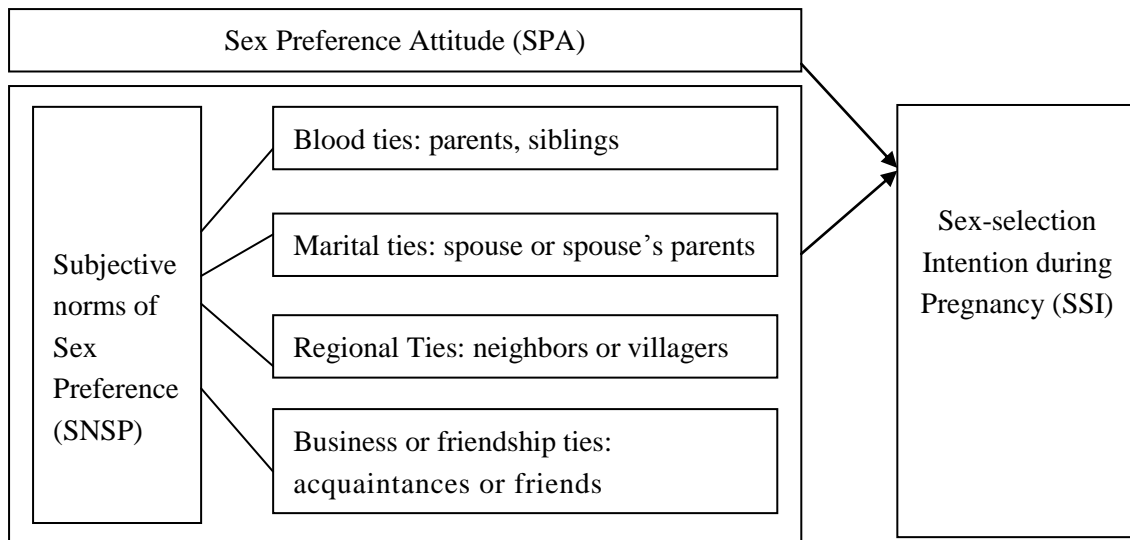 Sex Preference Attitude (SPA)
Subjective
norms of
Sex
Preference
(SNSP)
Blood ties: parents, siblings
Marital ties: spouse or spouse’s parents
Regional Ties: neighbors or villagers
Business or friendship ties:
acquaintances or friends
Sex-selection
Intention during
Pregnancy (SSI)